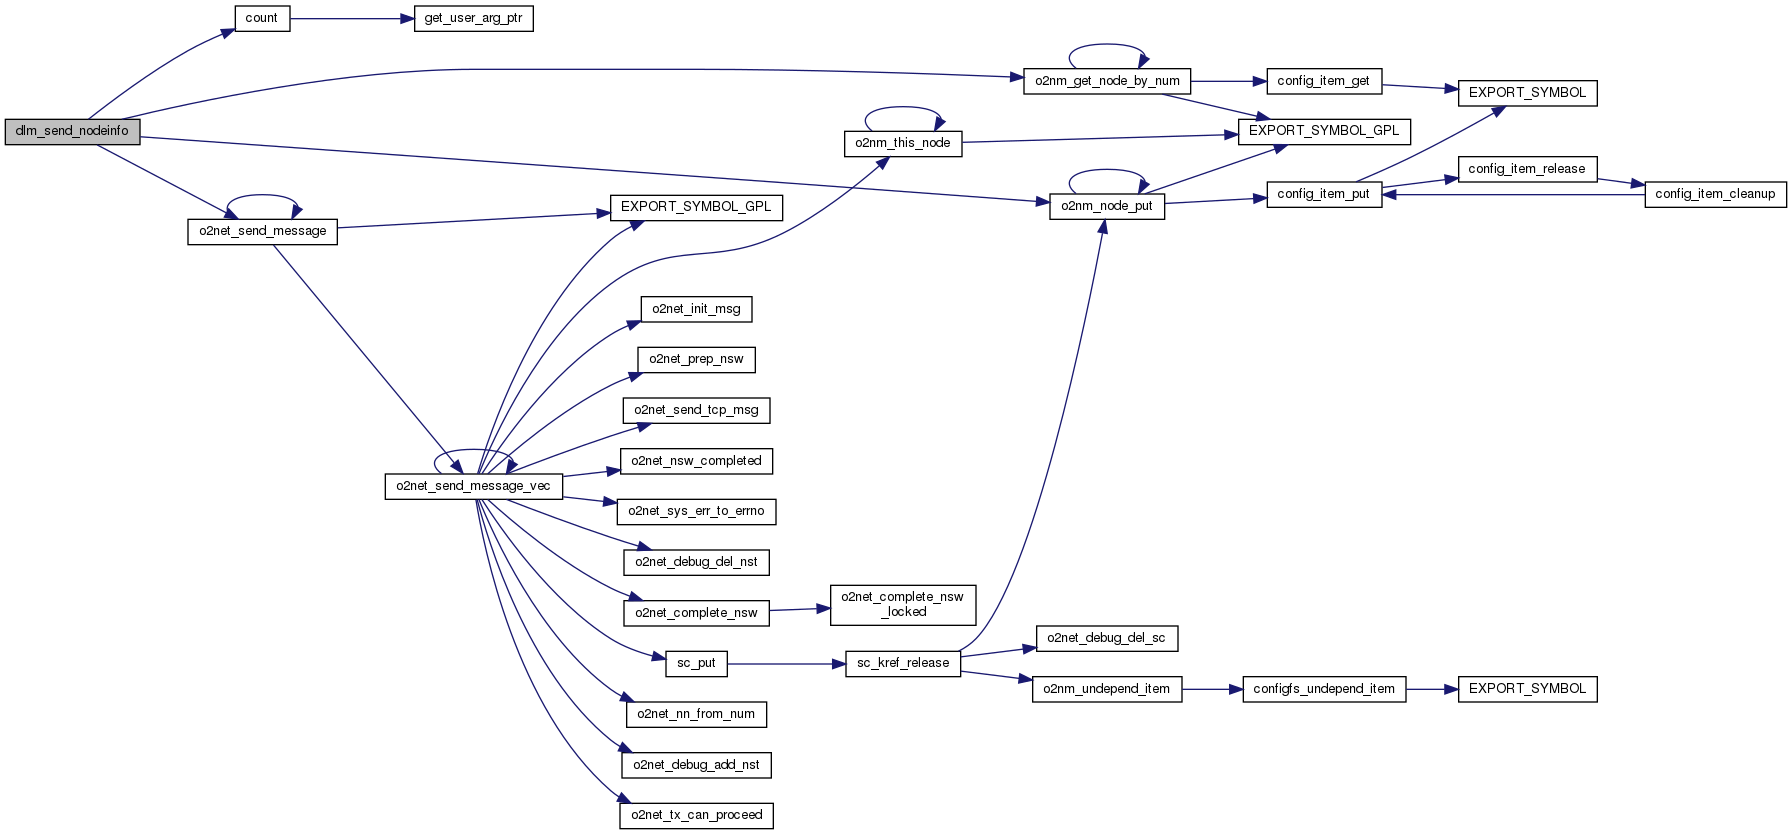 count
get_user_arg_ptr
o2nm_get_node_by_num
config_item_get
EXPORT_SYMBOL
dlm_send_nodeinfo
o2nm_this_node
EXPORT_SYMBOL_GPL
config_item_release
config_item_put
config_item_cleanup
o2nm_node_put
EXPORT_SYMBOL_GPL
o2net_send_message
o2net_init_msg
o2net_prep_nsw
o2net_send_tcp_msg
o2net_nsw_completed
o2net_send_message_vec
o2net_sys_err_to_errno
o2net_debug_del_nst
o2net_complete_nsw
o2net_complete_nsw
_locked
o2net_debug_del_sc
sc_put
sc_kref_release
o2nm_undepend_item
configfs_undepend_item
EXPORT_SYMBOL
o2net_nn_from_num
o2net_debug_add_nst
o2net_tx_can_proceed